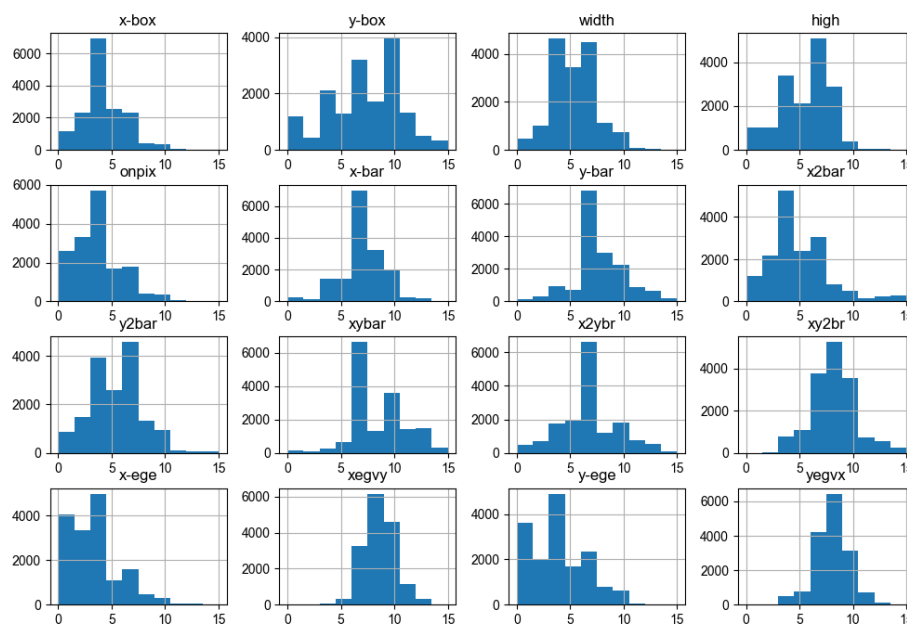 x-box y-box width high
6000 4000 2000 0
0 5 10 15
4000 2000 0
0 5 10 15
4000 2000 0
0 5 10 15
4000 2000 0
0 5 10 15
onpix x-bar y-bar x2bar
6000 4000 2000 0
0 5 10 15
6000 4000 2000 0
0 5 10 15
6000 4000 2000 0
0 5 10 15
4000 2000 0
0 5 10 15
y2bar xybar x2ybr xy2br
4000 2000 0
0 5 10 15
6000 4000 2000 0
0 5 10 15
6000 4000 2000 0
0 5 10 15
4000 2000 0
0 5 10 15
x-ege xegvy y-ege yegvx
4000 2000 0
0 5 10 15
6000 4000 2000 0
0 5 10 15
4000 2000 0
0 5 10 15
6000 4000 2000 0
0 5 10 15